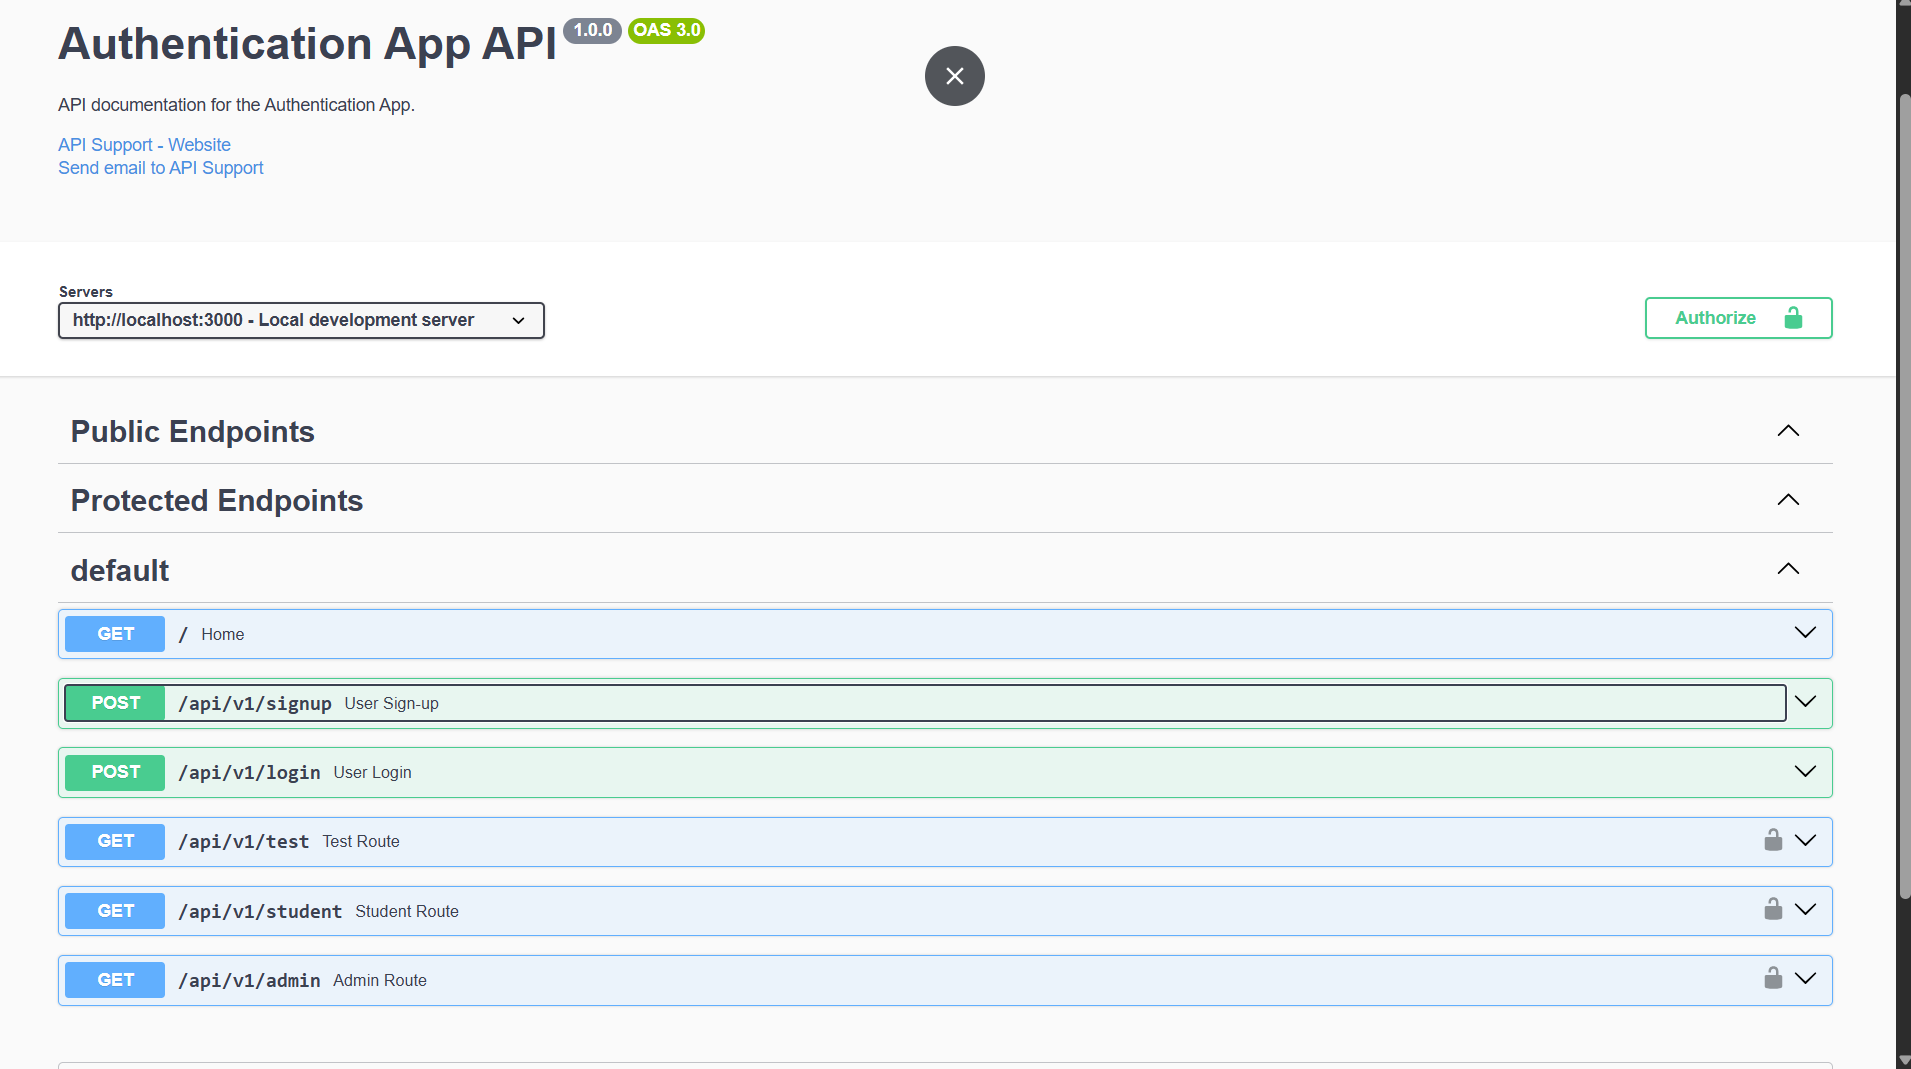 Authentication App API 1.0.0 OAS 3.0
API documentation for the Authentication App.
API Support - Website
Send email to API Support
Servers
http://localhost:3000 - Local development server
Authorize
Public Endpoints
Protected Endpoints
default
GET / Home
POST /api/v1/signup User Sign-up
POST /api/v1/login User Login
GET /api/v1/test Test Route
GET /api/v1/student Student Route
GET /api/v1/admin Admin Route